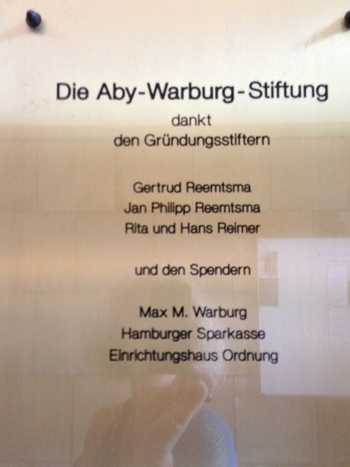 Die Aby-Warburg-Stiftung
dankt
den Gründungsstiftern
Gertrud Reemtsma
Jan Philipp Reemtsma
Rita und Hans Reimer
und den Spendern
Max M. Warburg
Hamburger Sparkasse
Einrichtungshaus Ordnung